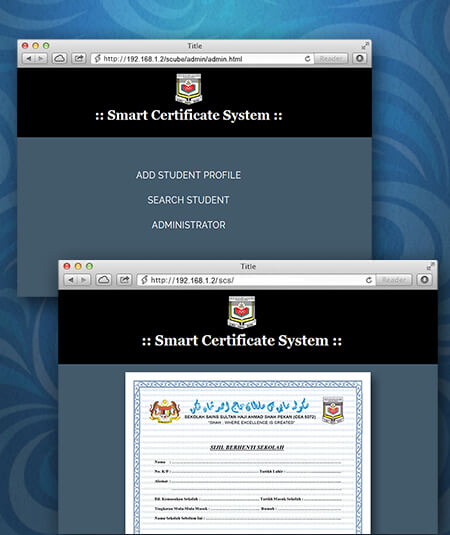 Title
http://192.168.1.2/scube/admin/admin.html
Reader
:: Smart Certificate System ::
ADD STUDENT PROFILE
SEARCH STUDENT
ADMINISTRATOR
Title
http://192.168.1.2/scs/
Reader
:: Smart Certificate System ::
SEKOLAH SAINS SULTAN HAJI AHMAD SHAH PEKAN (CEA 5072)
"SHAH , WHERE EXCELLENCE IS CREATED"
SIJIL BERHENTI SEKOLAH
Nama :
No. K/P : Tarikh Lahir :
Alamat :
Bil. Kemasukan Sekolah : Tarikh Masuk Sekolah :
Tingkatan Mula-Mula Masuk : Rumah :
Nama Sekolah Sebelum Ini :